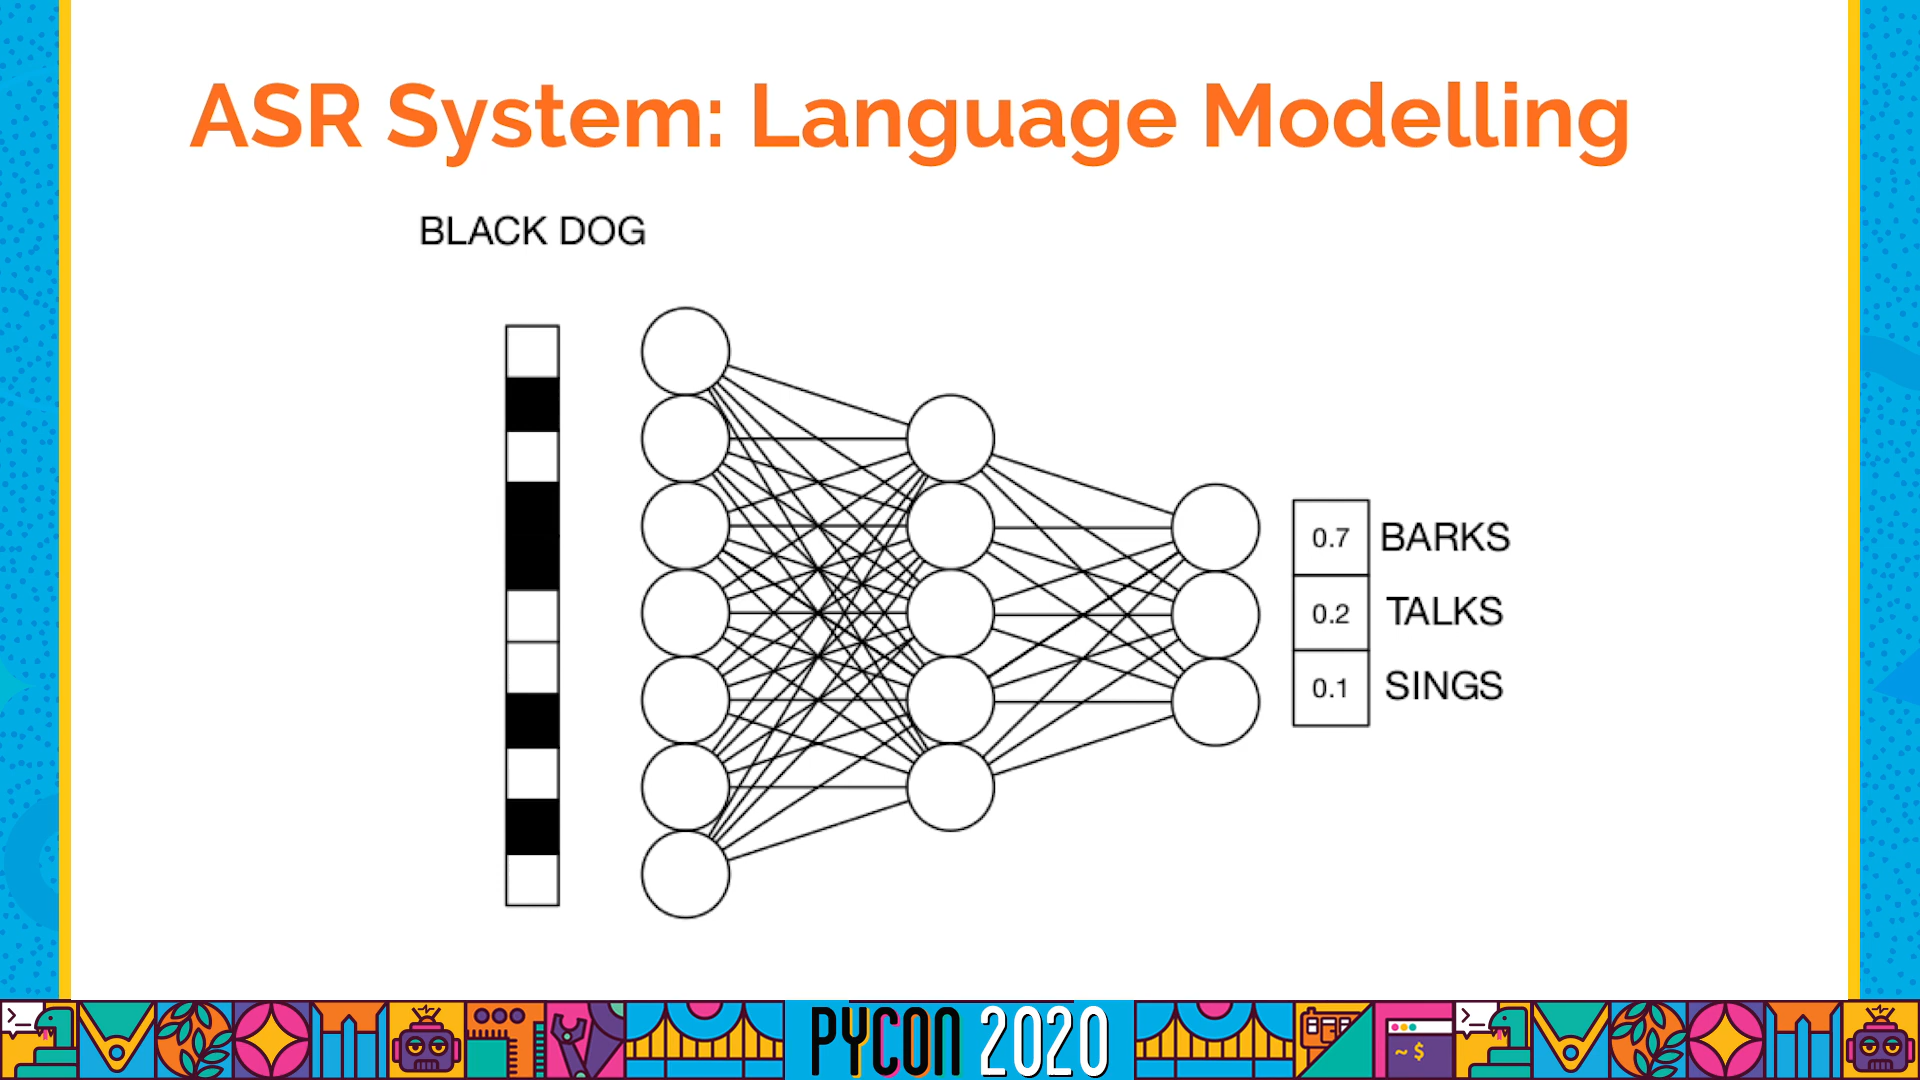 ASR System: Language Modelling
BLACK DOG
0.7 BARKS
0.2 TALKS
0.1 SINGS
>_
PYCON 2020
~ $
>_